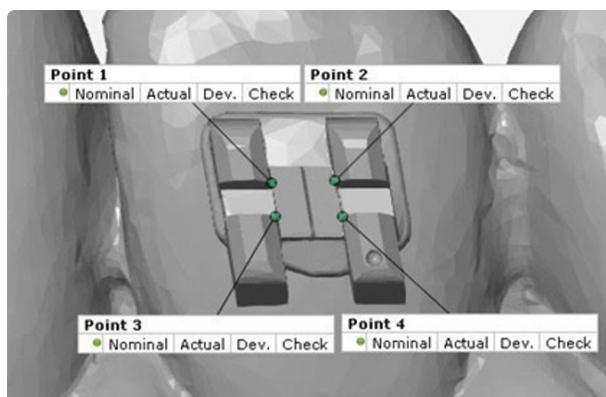 Point 1
Nominal Actual Dev. Check
Point 2
Nominal Actual Dev. Check
Point 3
Nominal Actual Dev. Check
Point 4
Nominal Actual Dev. Check